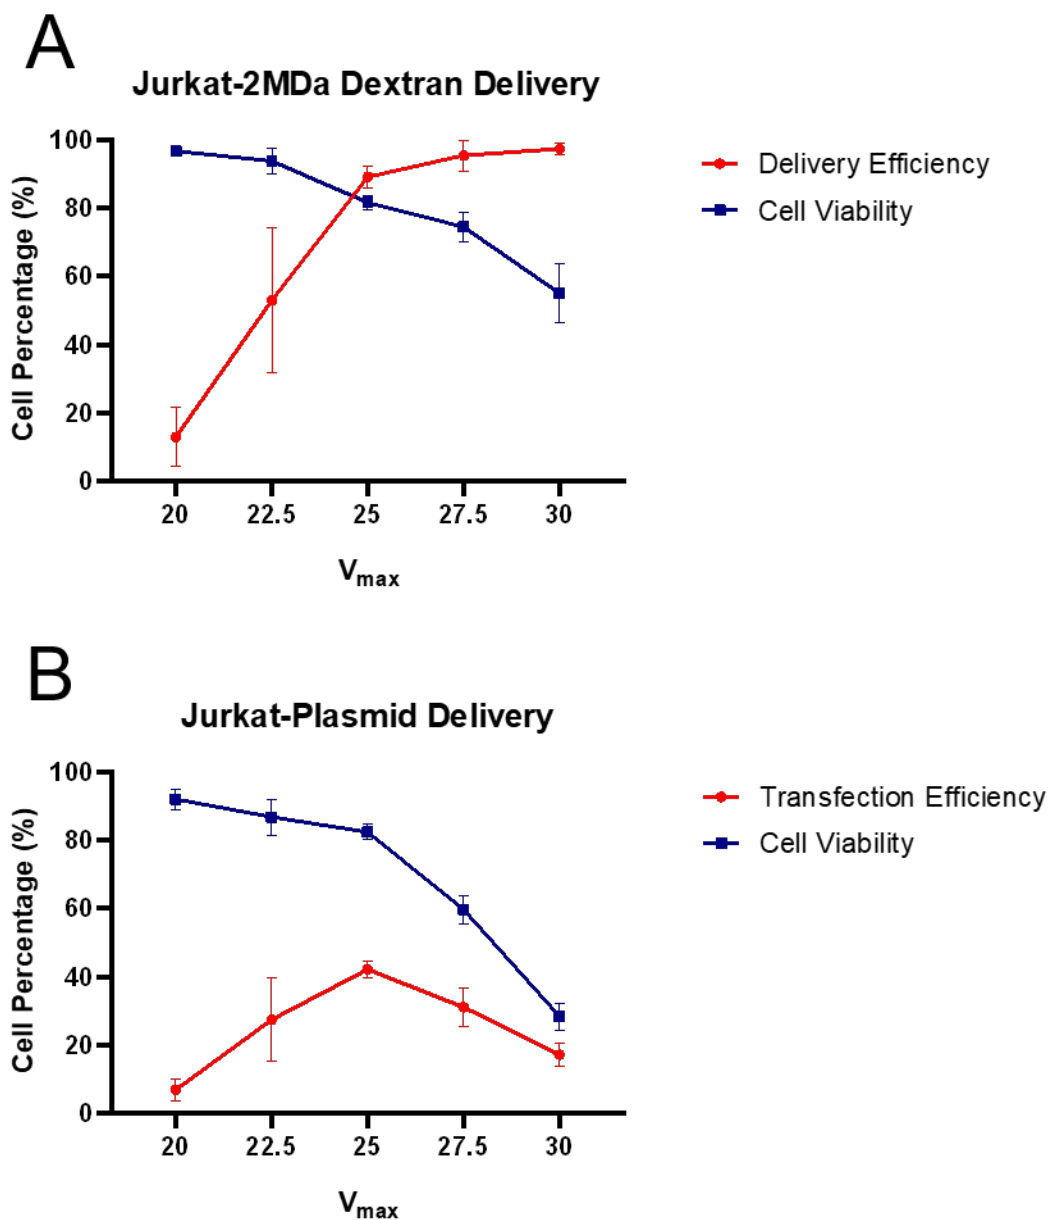 A
Jurkat-2MDa Dextran Delivery
Cell Percentage (%)
100
80
60
40
20
0
20 22.5 25 27.5 30
Vmax
Delivery Efficiency
Cell Viability
B
Jurkat-Plasmid Delivery
Cell Percentage (%)
100
80
60
40
20
0
20 22.5 25 27.5 30
Vmax
Transfection Efficiency
Cell Viability